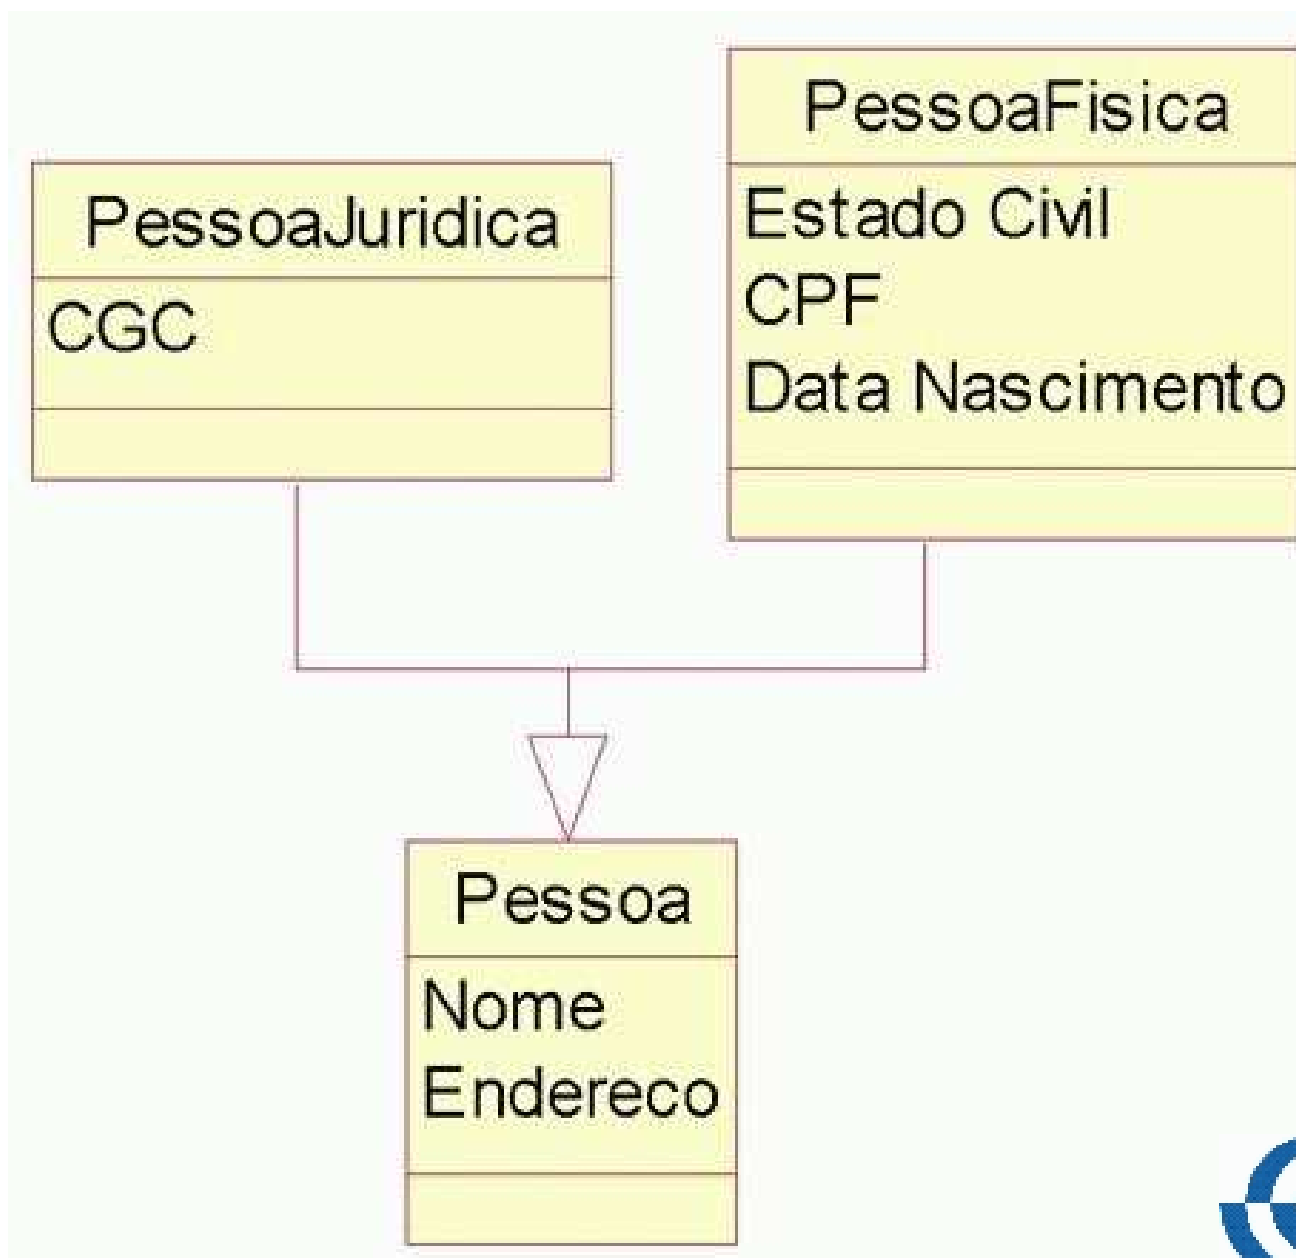 PessoaFisica
Estado Civil
CPF
Data Nascimento
PessoaJuridica
CGC
Pessoa
Nome
Endereco